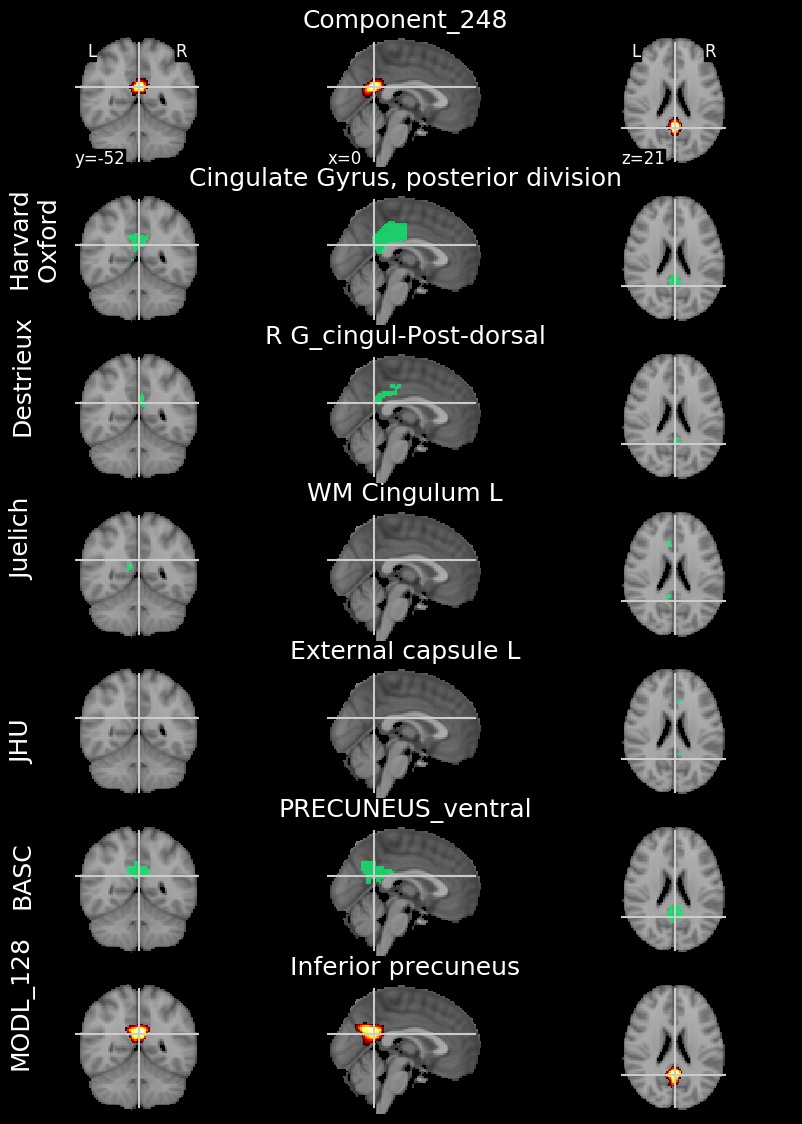 Component_248
L R L R
y=-52 x=0 z=21
Cingulate Gyrus, posterior division
Harvard
Oxford
R G_cingul-Post-dorsal
Destrieux
WM Cingulum L
Juelich
External capsule L
JHU
PRECUNEUS_ventral
BASC
Inferior precuneus
MODL_128